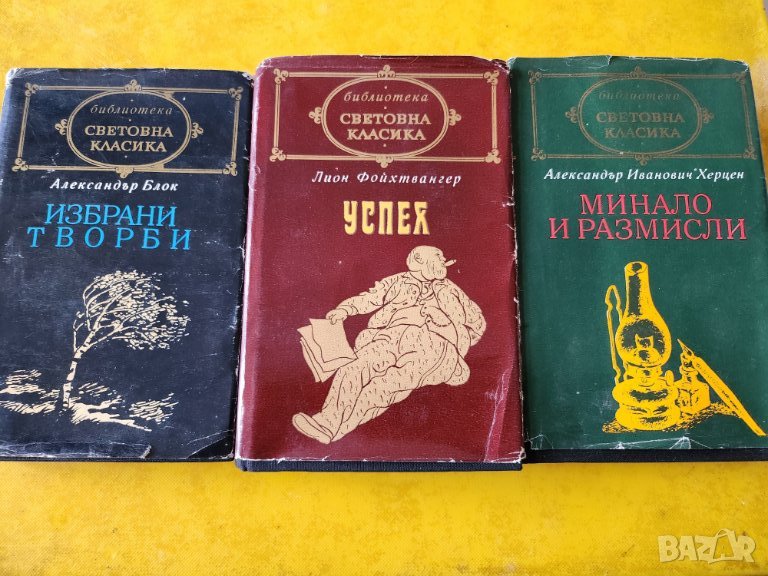 библиотека
СВЕТОВНА
КЛАСИКА
Александър Блок
ИЗБРАНИ
ТВОРБИ
библиотека
СВЕТОВНА
КЛАСИКА
Лион Фойхтвангер
УСПЕХ
библиотека
СВЕТОВНА
КЛАСИКА
Александър Иванович Херцен
МИНАЛО
И РАЗМИСЛИ
BAZAR